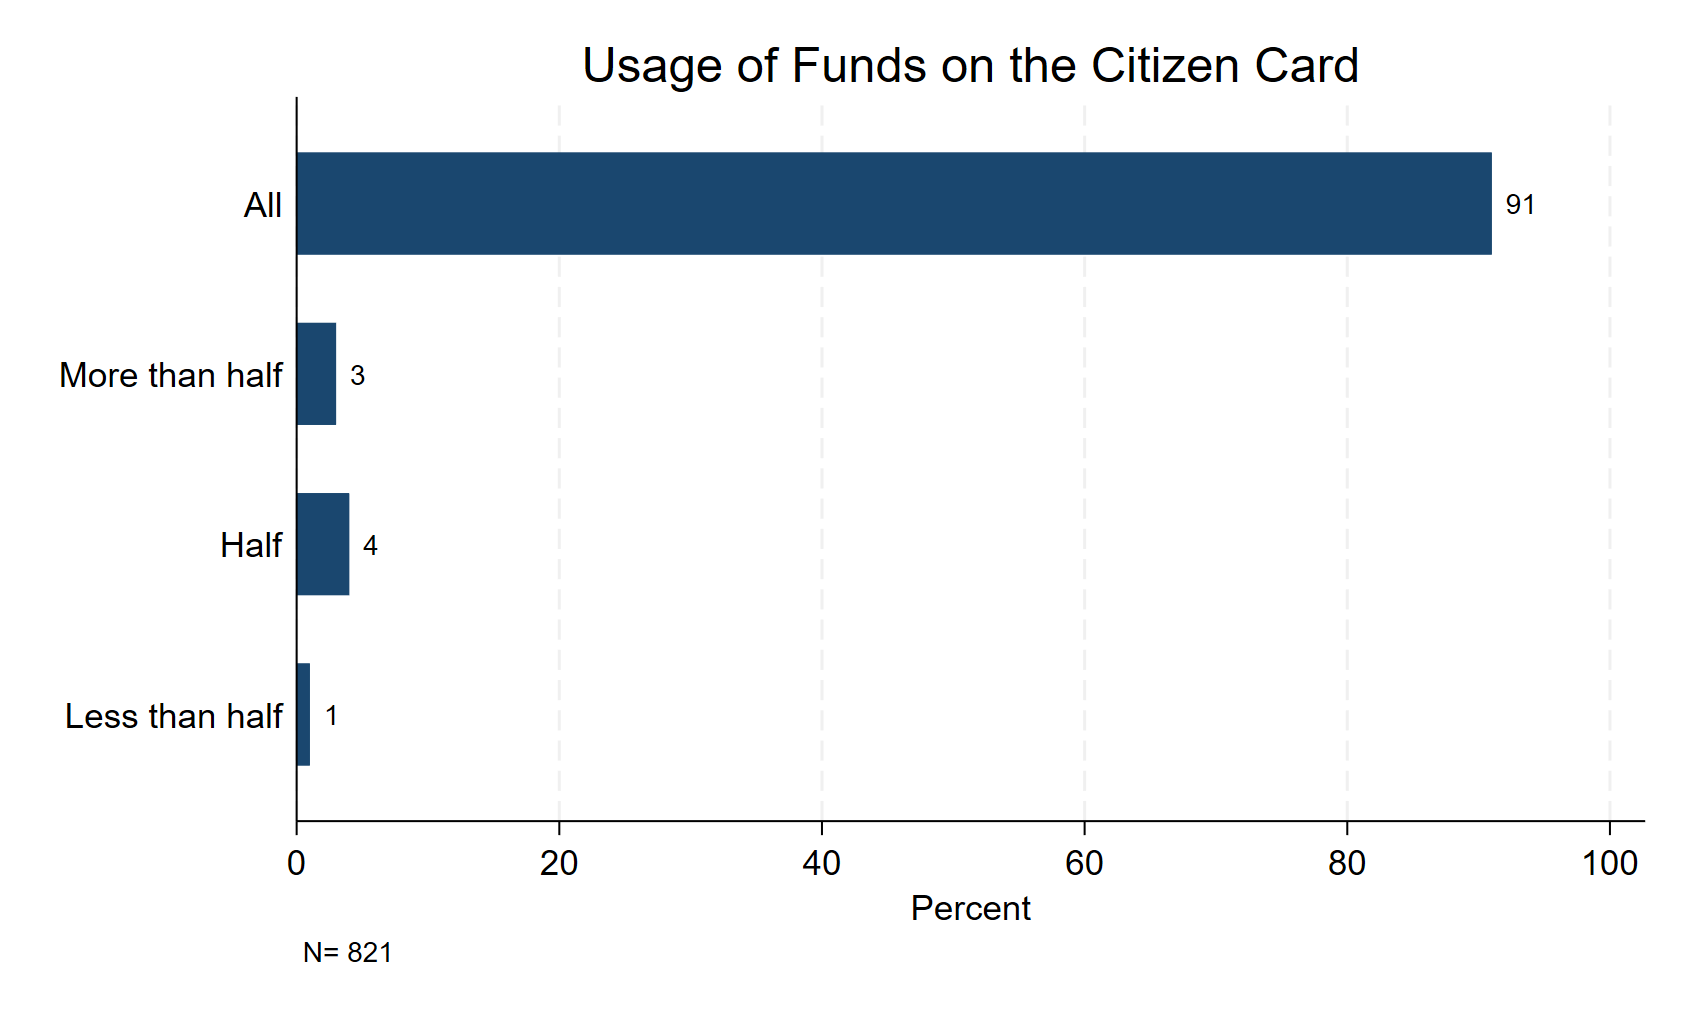 Usage of Funds on the Citizen Card
All 91
More than half 3
Half 4
Less than half 1
0 20 40 60 80 100
Percent
N= 821